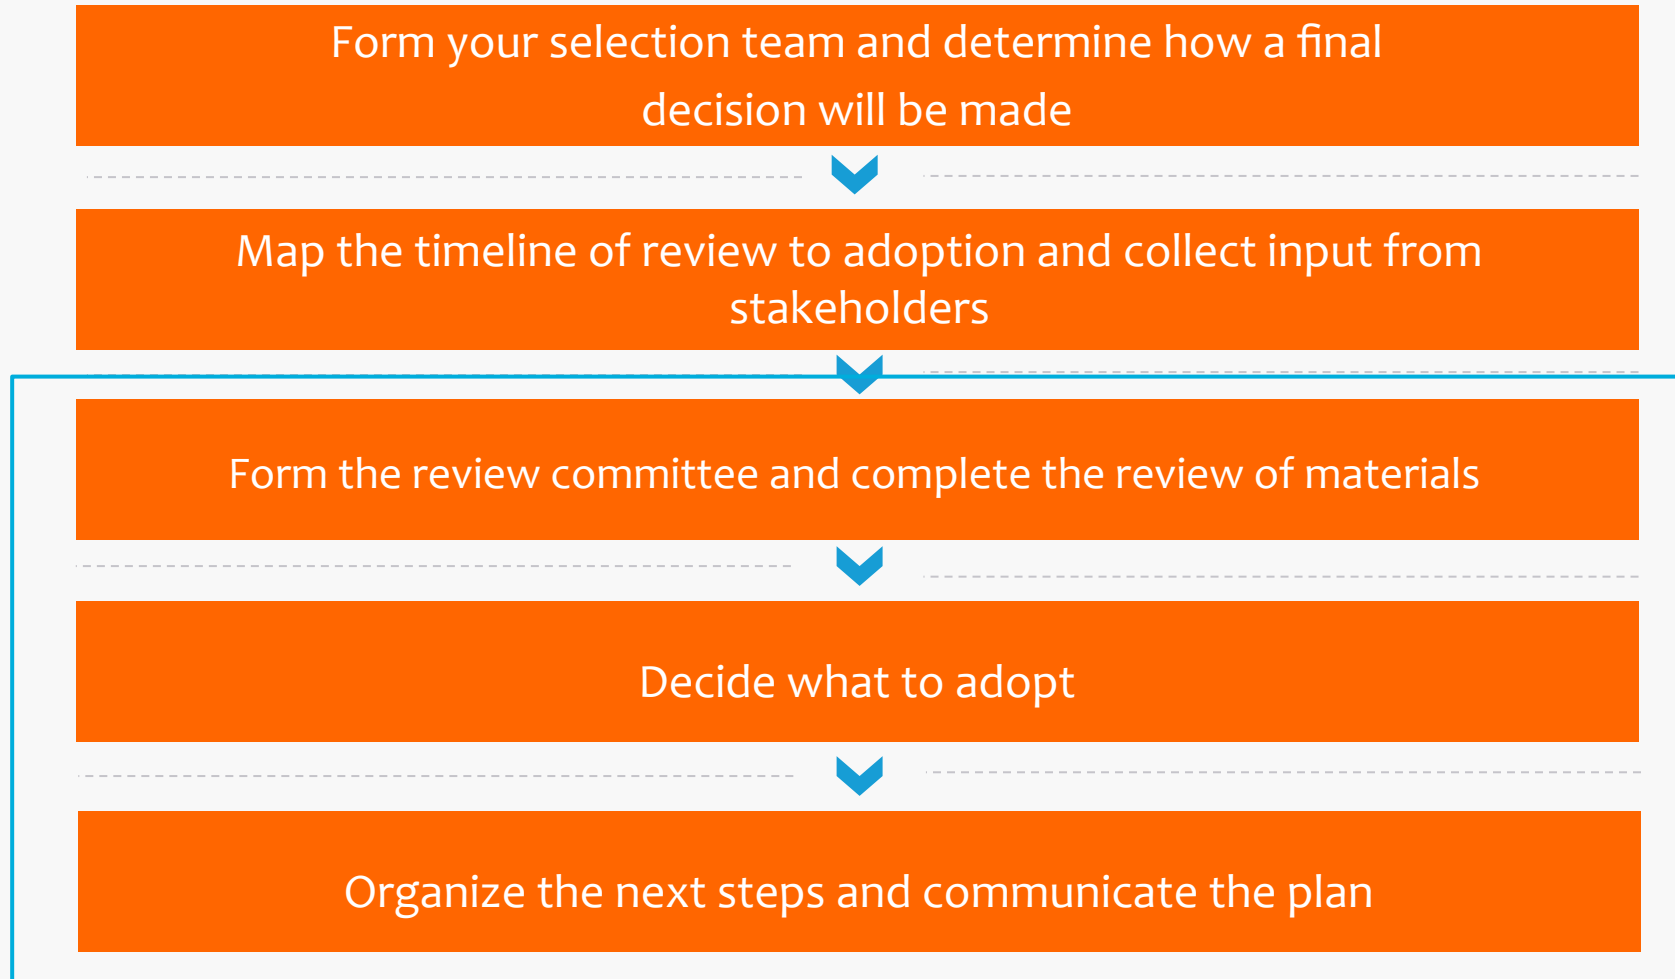 Form your selection team and determine how a final
decision will be made
Map the timeline of review to adoption and collect input from
stakeholders
Form the review committee and complete the review of materials
Decide what to adopt
Organize the next steps and communicate the plan